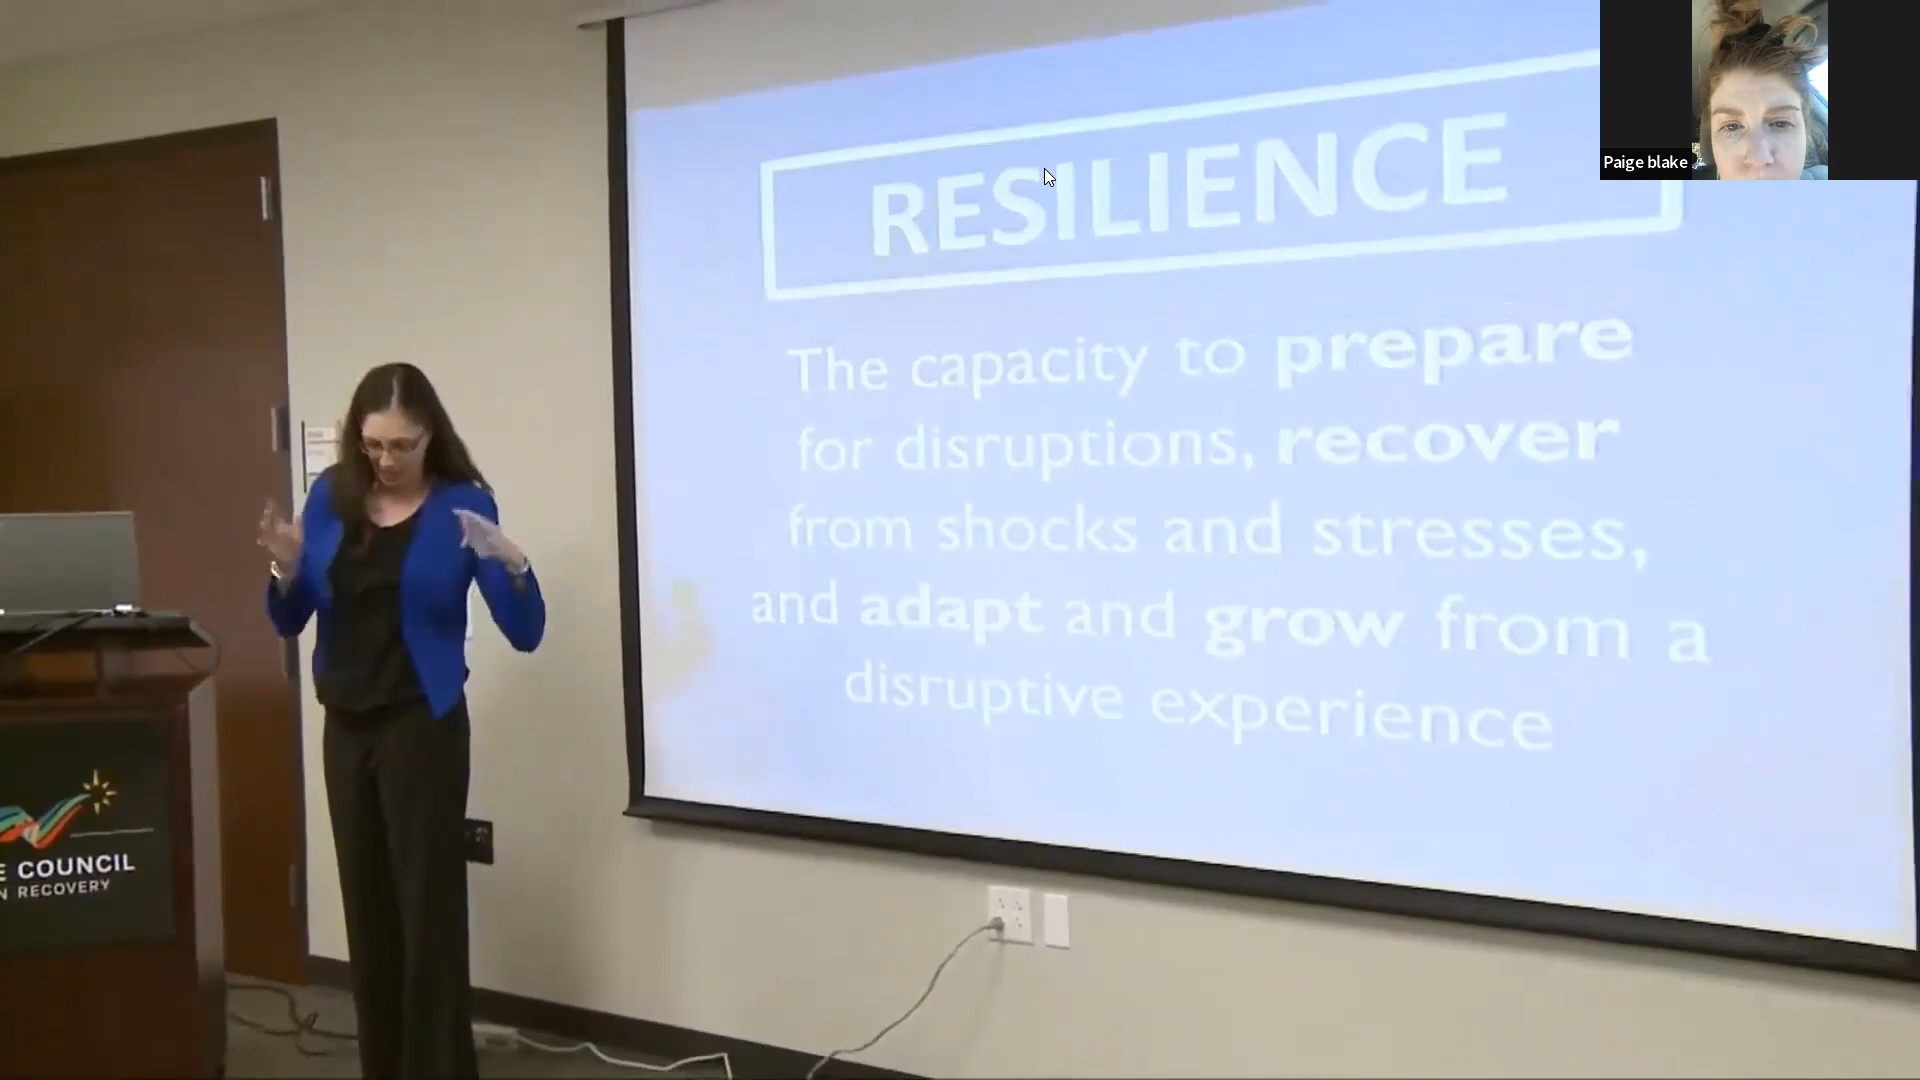 RESILIENCE
The capacity to prepare
for disruptions, recover
from shocks and stresses,
and adapt and grow from a
disruptive experience
Paige blake
E COUNCIL
N RECOVERY